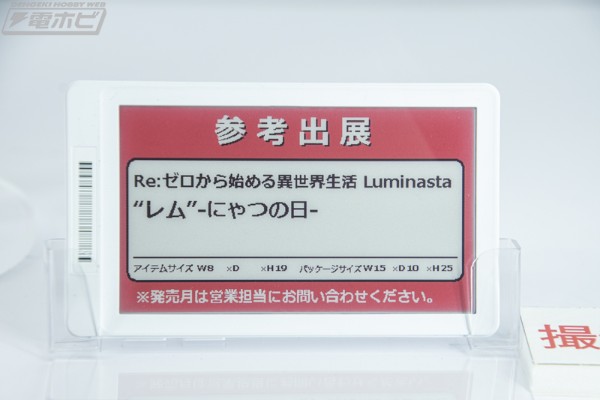 DENGEKI HOBBY WEB
電ホビ
参考出展
Re:ゼロから始める異世界生活 Luminasta
“レム”-にゃつの日-
アイテムサイズ W8 ×D ×H19 パッケージサイズ W15 ×D10 ×H25
※発売月は営業担当にお問い合わせください。
撮